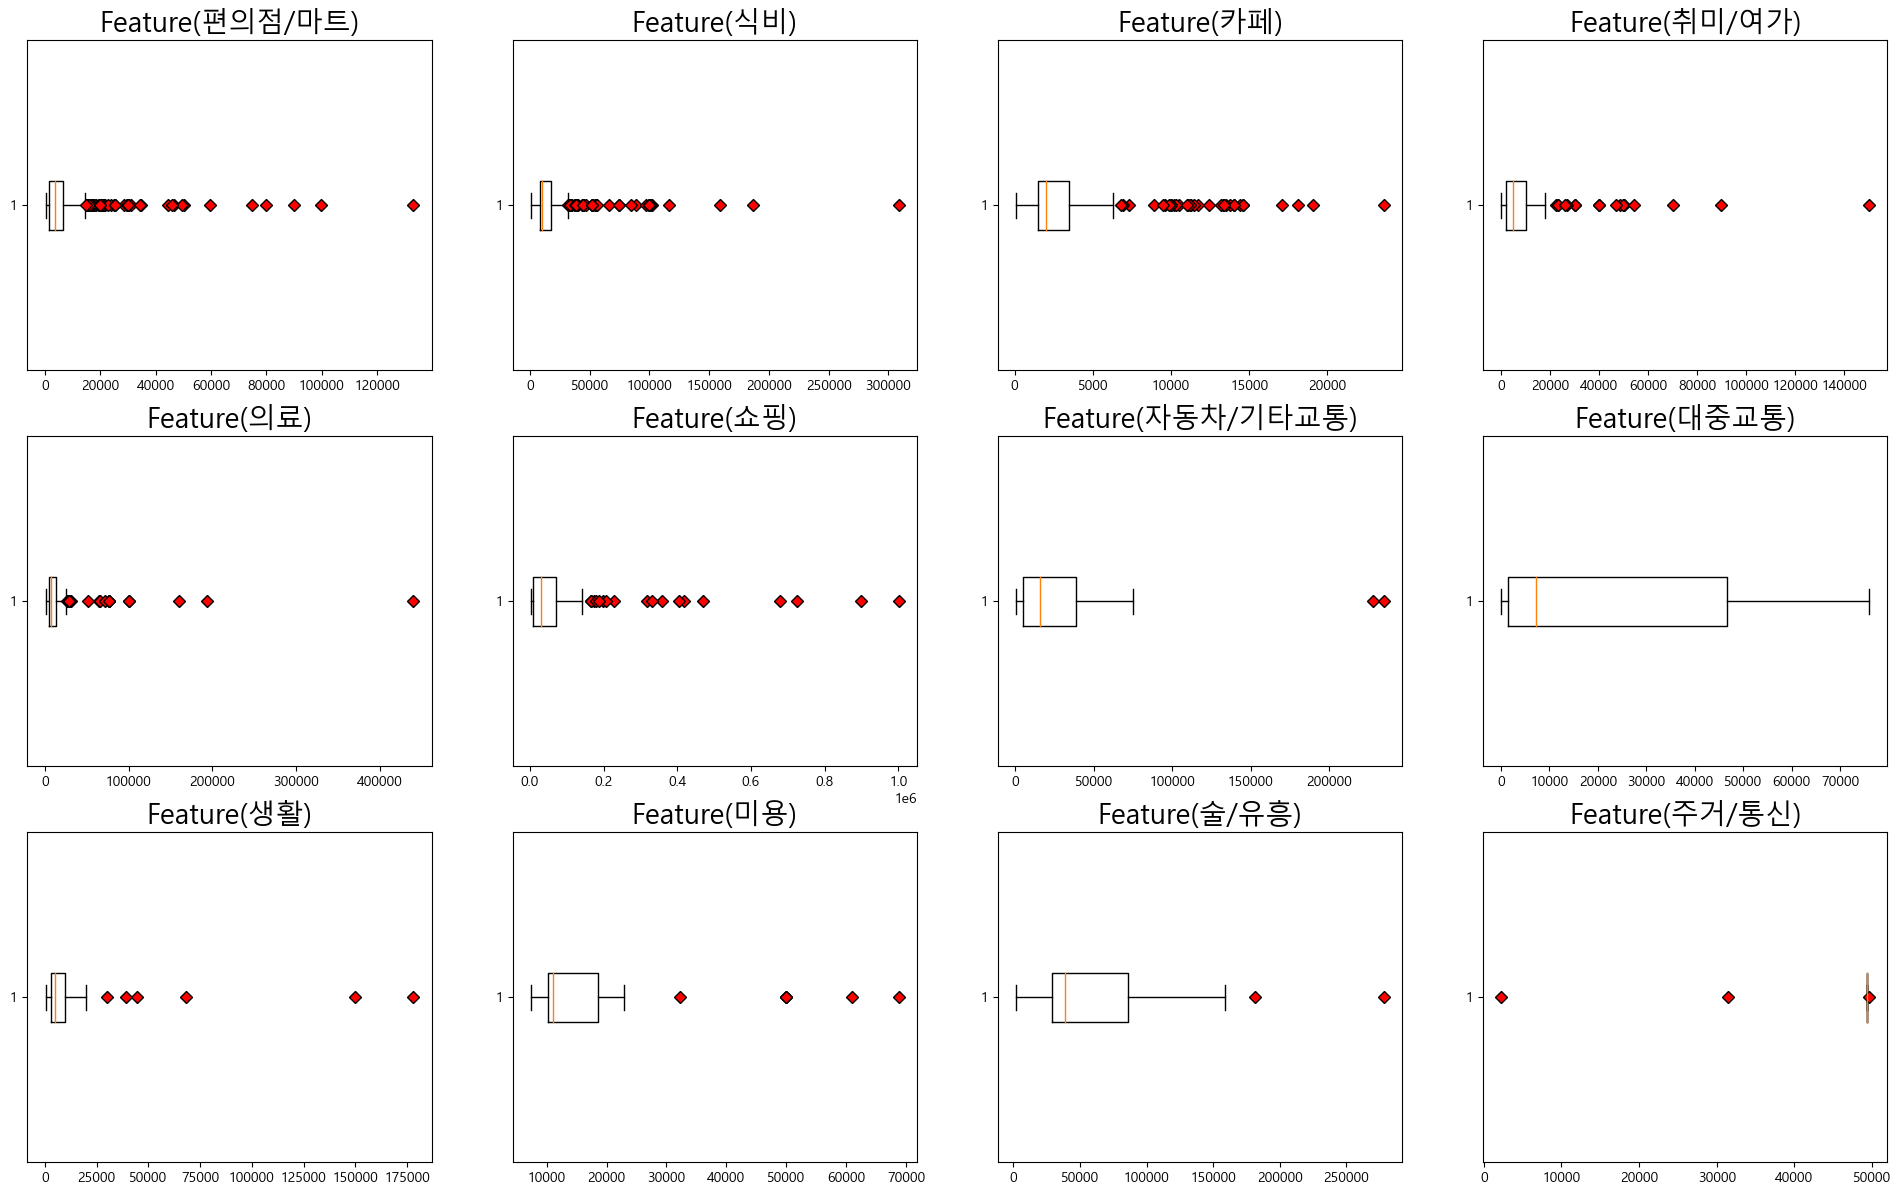 Feature(편의점/마트) Feature(식비) Feature(카페) Feature(취미/여가)
1 1 1 1
0 20000 40000 60000 80000 100000 120000 0 50000 100000 150000 200000 250000 300000 0 5000 10000 15000 20000 0 20000 40000 60000 80000 100000 120000 140000
Feature(의료) Feature(쇼핑) Feature(자동차/기타교통) Feature(대중교통)
1 1 1 1
0 100000 200000 300000 400000 0.0 0.2 0.4 0.6 0.8 1.0 0 50000 100000 150000 200000 0 10000 20000 30000 40000 50000 60000 70000
1e6
Feature(생활) Feature(미용) Feature(술/유흥) Feature(주거/통신)
1 1 1 1
0 25000 50000 75000 100000 125000 150000 175000 10000 20000 30000 40000 50000 60000 70000 0 50000 100000 150000 200000 250000 0 10000 20000 30000 40000 50000